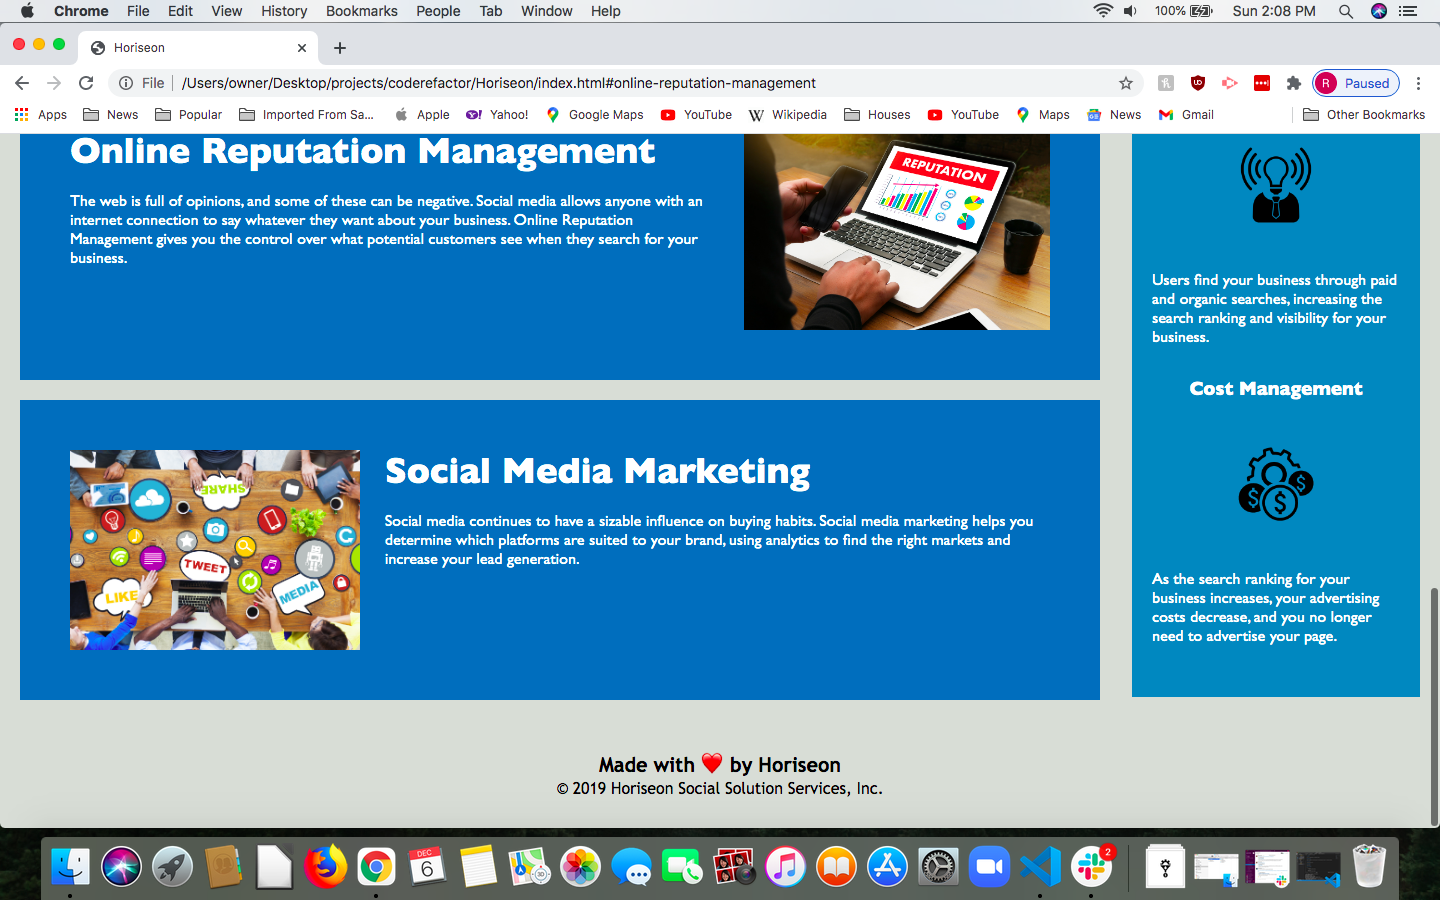 Chrome File Edit View History Bookmarks People Tab Window Help 100% Sun 2:08 PM
Horiseon
File /Users/owner/Desktop/projects/coderefactor/Horiseon/index.html#online-reputation-management R Paused
Apps News Popular Imported From Sa... Apple Yahoo! Google Maps YouTube Wikipedia Houses YouTube Maps News Gmail Other Bookmarks
Online Reputation Management
The web is full of opinions, and some of these can be negative. Social media allows anyone with an
internet connection to say whatever they want about your business. Online Reputation
Management gives you the control over what potential customers see when they search for your
business.
REPUTATION
Users find your business through paid
and organic searches, increasing the
search ranking and visibility for your
business.
Cost Management
As the search ranking for your
business increases, your advertising
costs decrease, and you no longer
need to advertise your page.
SHARE
TWEET
LIKE
MEDIA
Social Media Marketing
Social media continues to have a sizable influence on buying habits. Social media marketing helps you
determine which platforms are suited to your brand, using analytics to find the right markets and
increase your lead generation.
Made with ❤️ by Horiseon
© 2019 Horiseon Social Solution Services, Inc.
DEC
6
3D
2